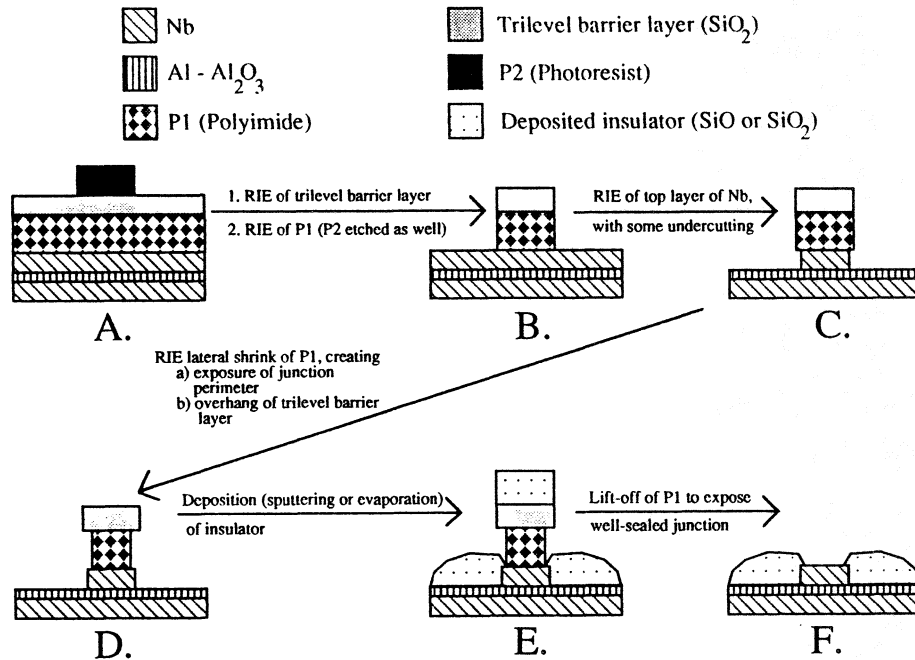 Nb
Trilevel barrier layer (SiO2)
Al - Al2O3
P2 (Photoresist)
P1 (Polyimide)
Deposited insulator (SiO or SiO2)
1. RIE of trilevel barrier layer
2. RIE of P1 (P2 etched as well)
RIE of top layer of Nb,
with some undercutting
A.
B.
C.
RIE lateral shrink of P1, creating
a) exposure of junction
perimeter
b) overhang of trilevel barrier
layer
Deposition (sputtering or evaporation)
of insulator
Lift-off of P1 to expose
well-sealed junction
D.
E.
F.